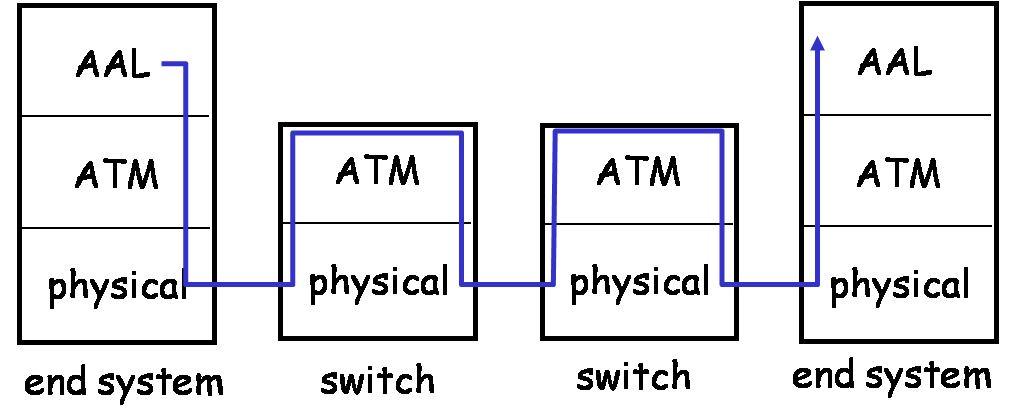 AAL
ATM
physical
end system
ATM
physical
switch
ATM
physical
switch
AAL
ATM
physical
end system